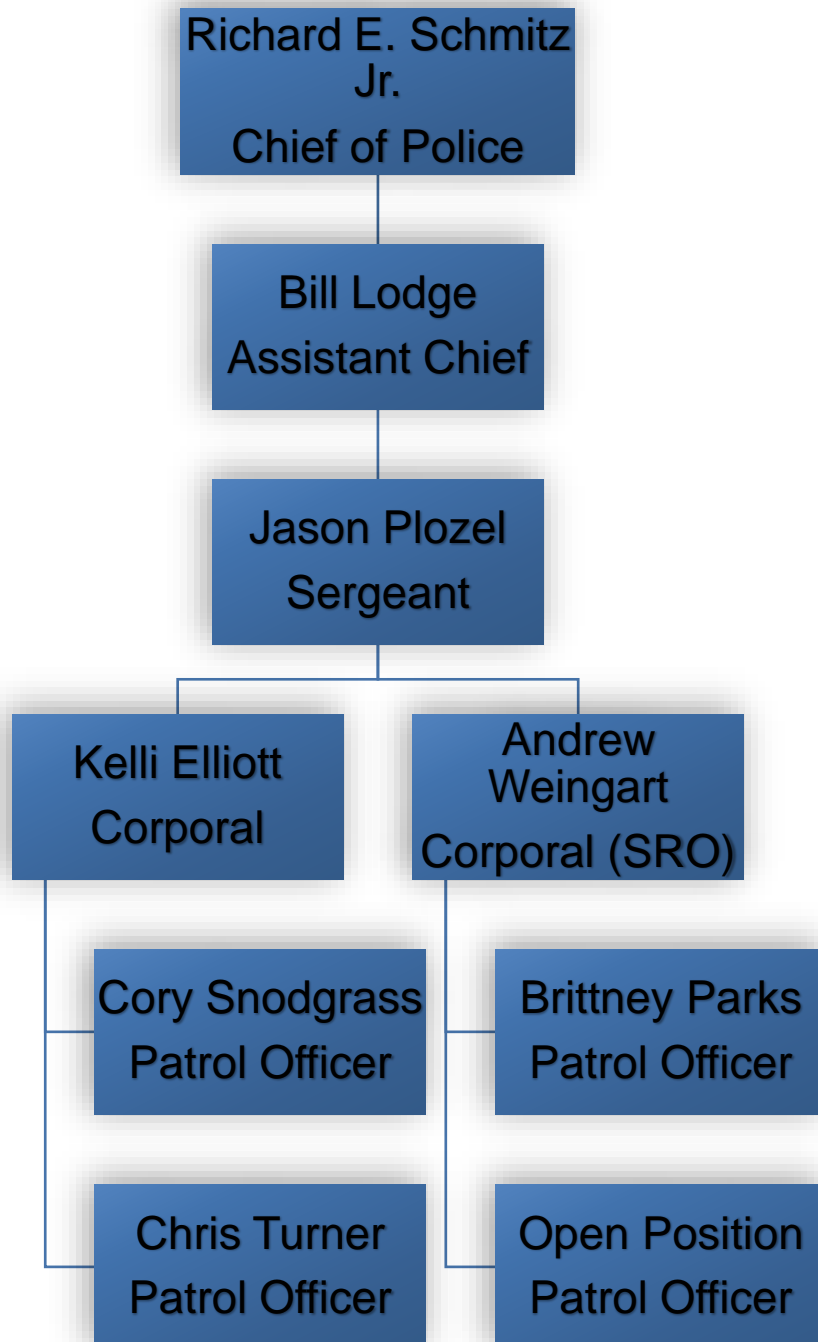 Richard E. Schmitz
Jr.
Chief of Police
Bill Lodge
Assistant Chief
Jason Plozel
Sergeant
Kelli Elliott
Corporal
Andrew
Weingart
Corporal (SRO)
Cory Snodgrass
Patrol Officer
Chris Turner
Patrol Officer
Brittney Parks
Patrol Officer
Open Position
Patrol Officer